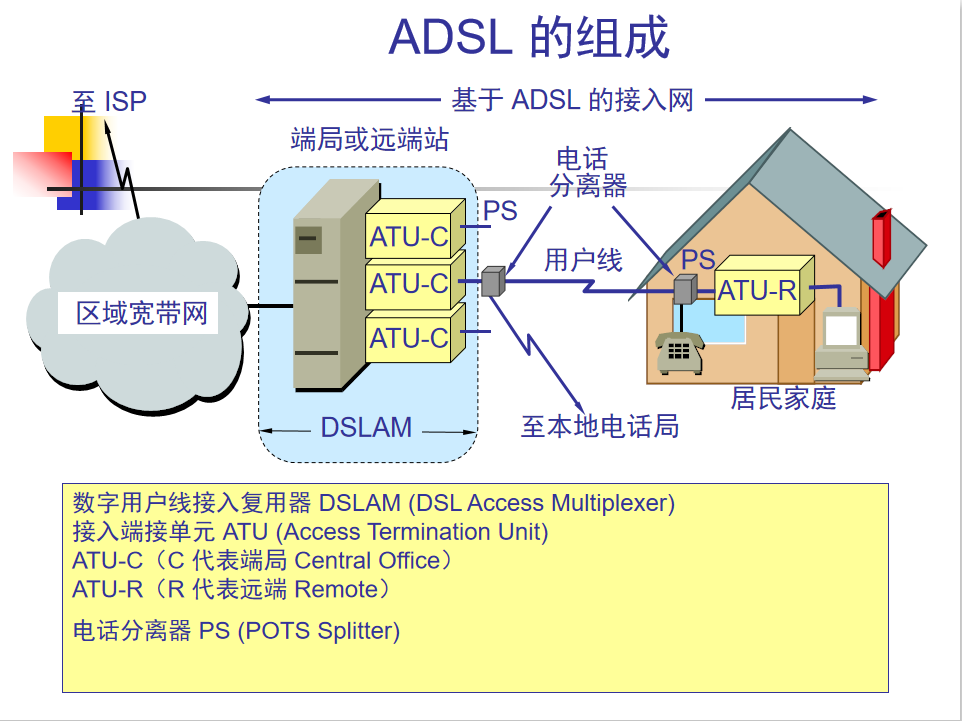 ADSL 的组成
至 ISP
基于 ADSL 的接入网
端局或远端站
电话
分离器
PS
ATU-C
用户线
PS
ATU-C
ATU-R
区域宽带网
ATU-C
居民家庭
DSLAM
至本地电话局
数字用户线接入复用器 DSLAM (DSL Access Multiplexer)
接入端接单元 ATU (Access Termination Unit)
ATU-C（C 代表端局 Central Office）
ATU-R（R 代表远端 Remote）
电话分离器 PS (POTS Splitter)